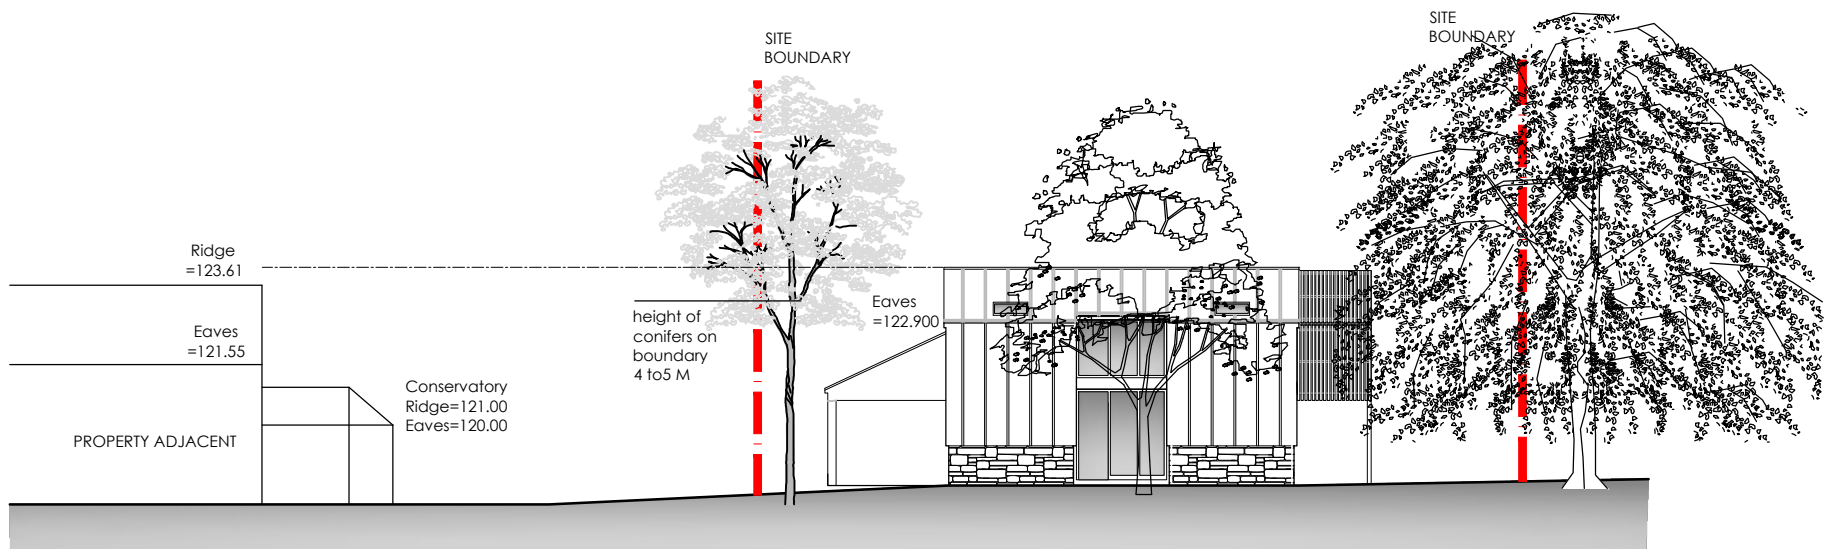 SITE
BOUNDARY
SITE
BOUNDARY
Ridge
=123.61
Eaves
=121.55
Eaves
=122.900
height of
conifers on
boundary
4 to5 M
Conservatory
Ridge=121.00
Eaves=120.00
PROPERTY ADJACENT